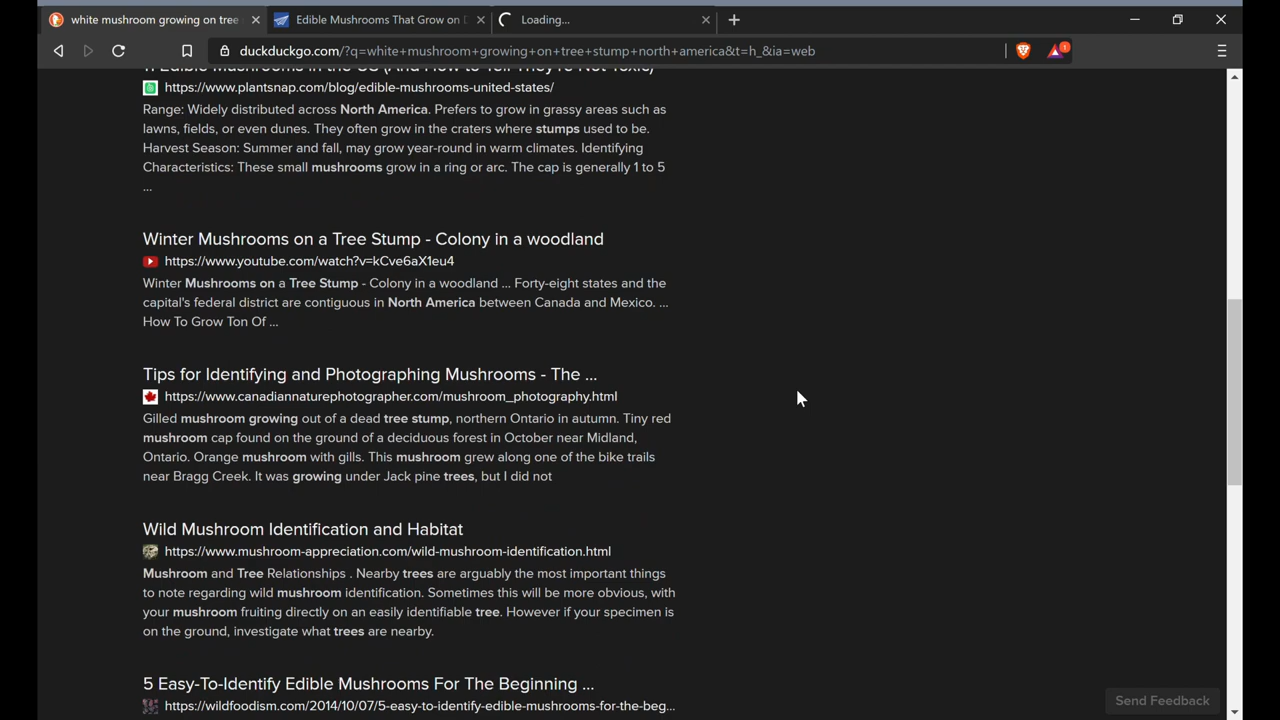 white mushroom growing on tree
Edible Mushrooms That Grow on
Loading...
duckduckgo.com/?q=white+mushroom+growing+on+tree+stump+north+america&t=h_&ia=web
1
11 Edible Mushrooms in the US (And How to Tell They're Not Toxic)
https://www.plantsnap.com/blog/edible-mushrooms-united-states/
Range: Widely distributed across North America. Prefers to grow in grassy areas such as
lawns, fields, or even dunes. They often grow in the craters where stumps used to be.
Harvest Season: Summer and fall, may grow year-round in warm climates. Identifying
Characteristics: These small mushrooms grow in a ring or arc. The cap is generally 1 to 5
...
Winter Mushrooms on a Tree Stump - Colony in a woodland
https://www.youtube.com/watch?v=kCve6aX1eu4
Winter Mushrooms on a Tree Stump - Colony in a woodland ... Forty-eight states and the
capital's federal district are contiguous in North America between Canada and Mexico. ...
How To Grow Ton Of ...
Tips for Identifying and Photographing Mushrooms - The ...
https://www.canadiannaturephotographer.com/mushroom_photography.html
Gilled mushroom growing out of a dead tree stump, northern Ontario in autumn. Tiny red
mushroom cap found on the ground of a deciduous forest in October near Midland,
Ontario. Orange mushroom with gills. This mushroom grew along one of the bike trails
near Bragg Creek. It was growing under Jack pine trees, but I did not
Wild Mushroom Identification and Habitat
https://www.mushroom-appreciation.com/wild-mushroom-identification.html
Mushroom and Tree Relationships . Nearby trees are arguably the most important things
to note regarding wild mushroom identification. Sometimes this will be more obvious, with
your mushroom fruiting directly on an easily identifiable tree. However if your specimen is
on the ground, investigate what trees are nearby.
5 Easy-To-Identify Edible Mushrooms For The Beginning ...
https://wildfoodism.com/2014/10/07/5-easy-to-identify-edible-mushrooms-for-the-beg...
Send Feedback